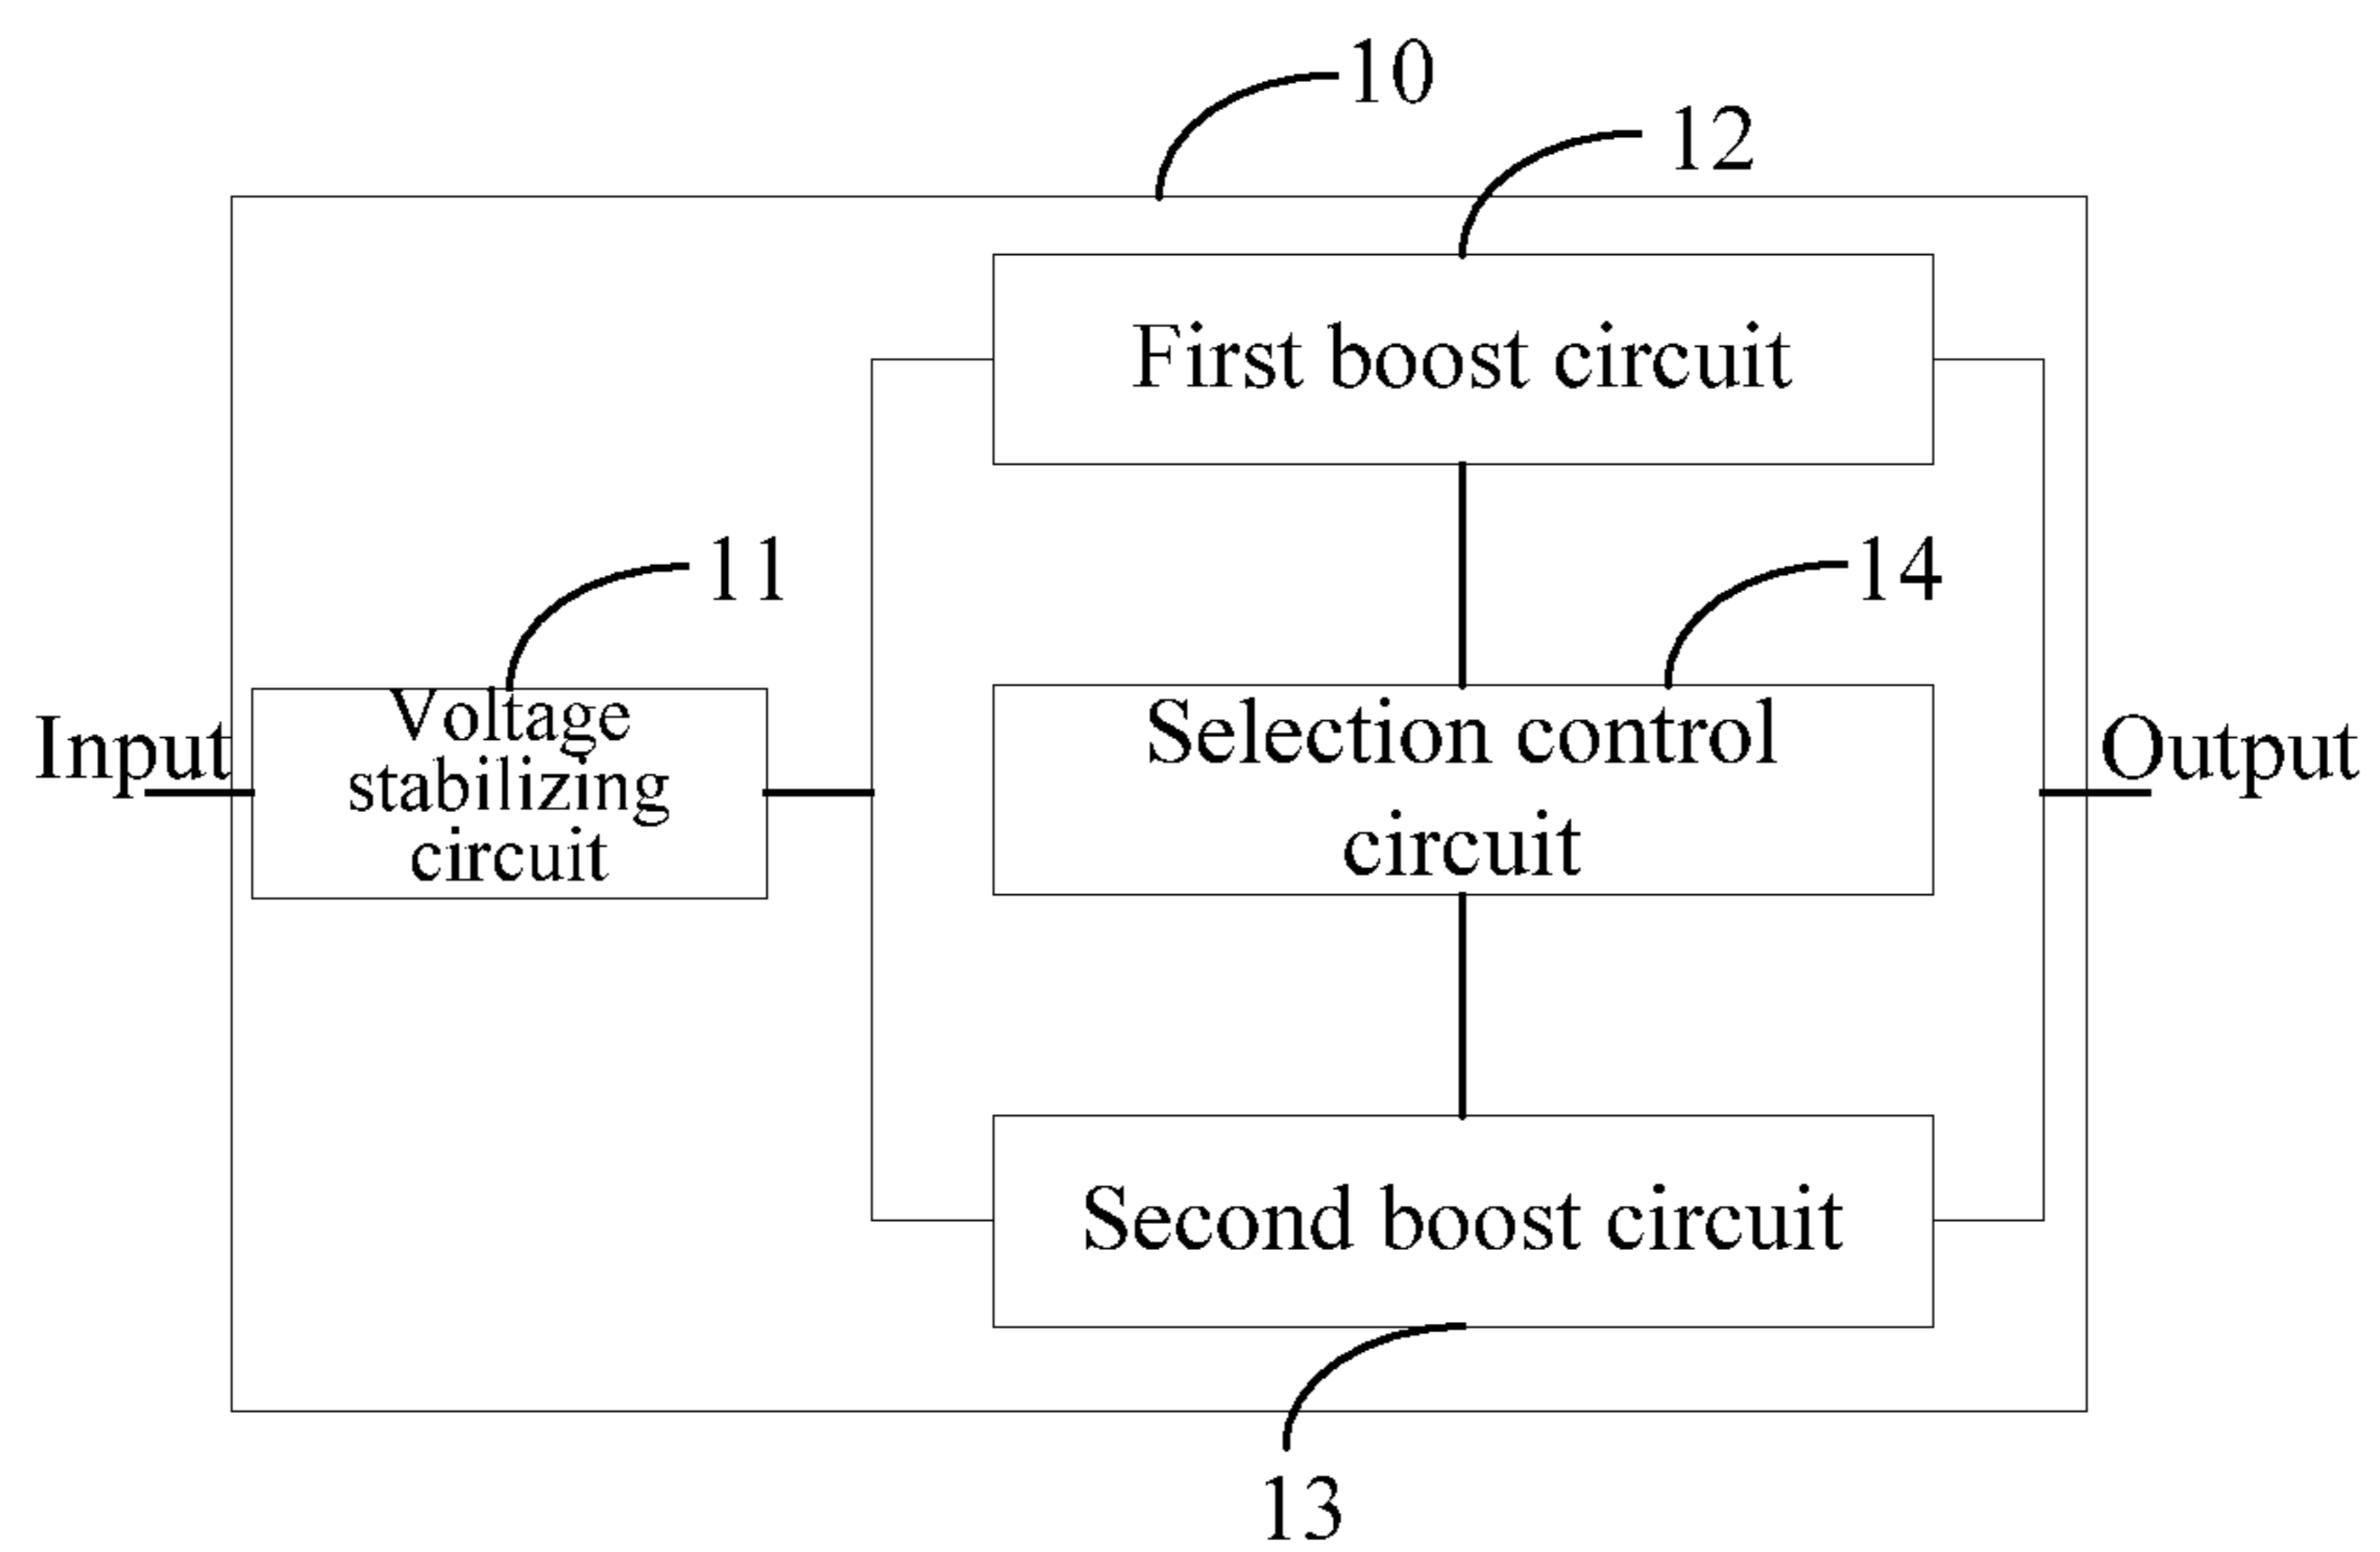 10
12
First boost circuit
11
14
Voltage
stabilizing
circuit
Input
Selection control
circuit
Output
Second boost circuit
13